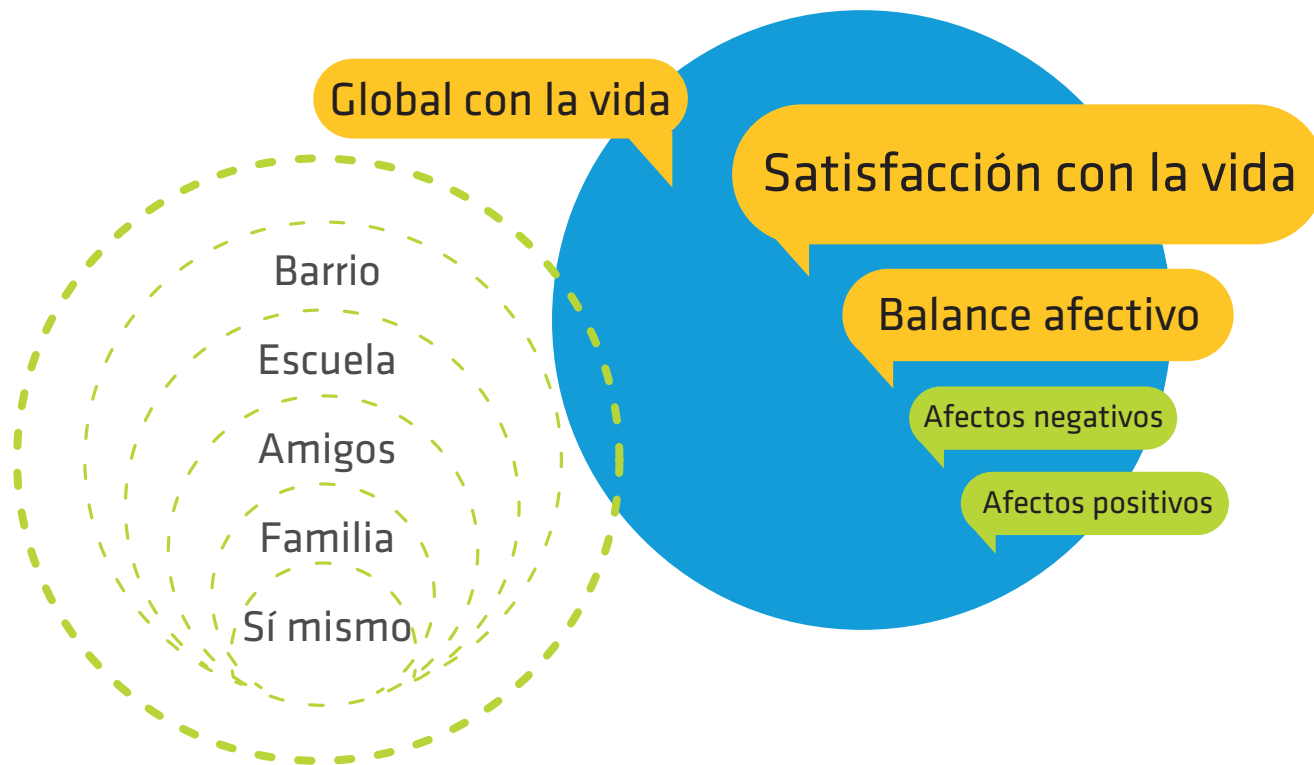 Global con la vida
Satisfacción con la vida
Barrio
Balance afectivo
Escuela
Afectos negativos
Amigos
Afectos positivos
Familia
Sí mismo